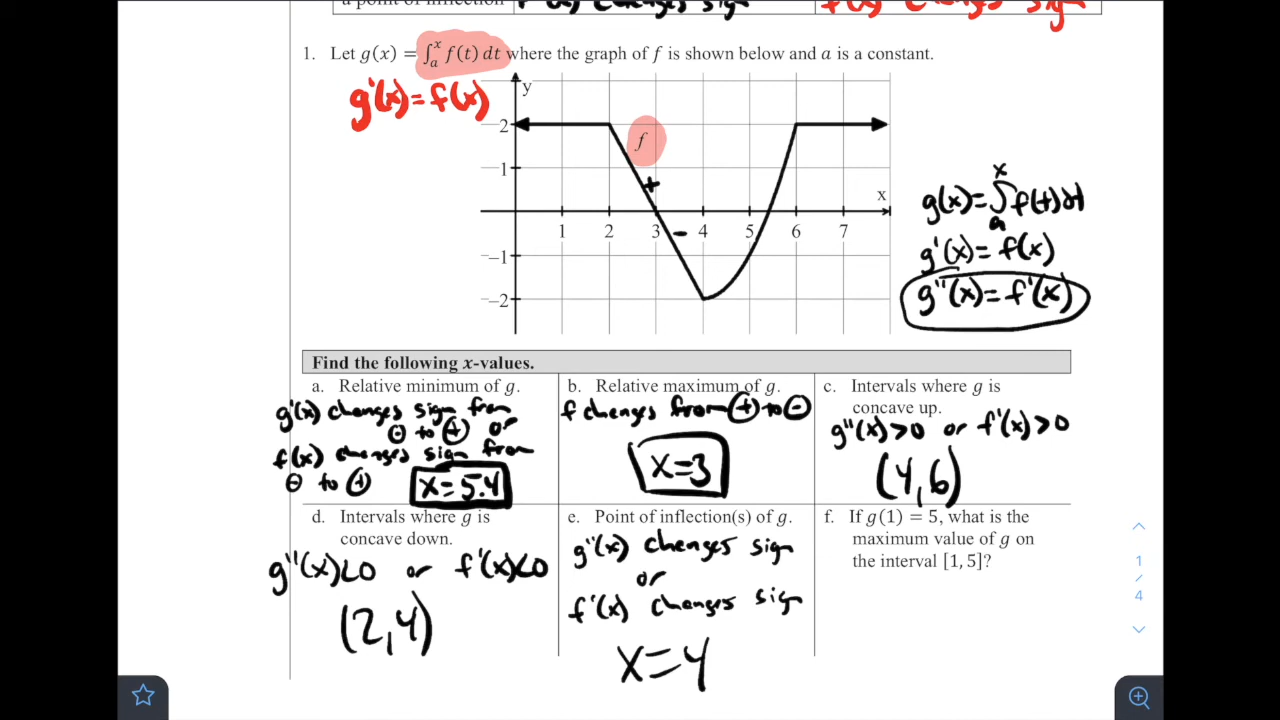 a point of inflection f'(x) changes sign f'(x) changes sign
1. Let g(x) = ∫ₐˣ f(t) dt where the graph of f is shown below and a is a constant.
g'(x) = f(x)
y
2
f
1
+
x
1 2 3 4 5 6 7
-
−1
−2
g(x) = ∫ₐˣ f(t) dt
g'(x) = f(x)
g''(x) = f'(x)
Find the following x-values.
a. Relative minimum of g.
g'(x) changes sign from
⊖ to ⊕ or
f(x) changes sign from
⊖ to ⊕ x = 5.4
b. Relative maximum of g.
f changes from ⊕ to ⊖
x = 3
c. Intervals where g is
concave up.
g''(x) > 0 or f'(x) > 0
(4, 6)
d. Intervals where g is
concave down.
g''(x) < 0 or f'(x) < 0
(2, 4)
e. Point of inflection(s) of g.
g''(x) changes sign
or
f'(x) changes sign
x = 4
f. If g(1) = 5, what is the
maximum value of g on
the interval [1, 5]?
1
/
4